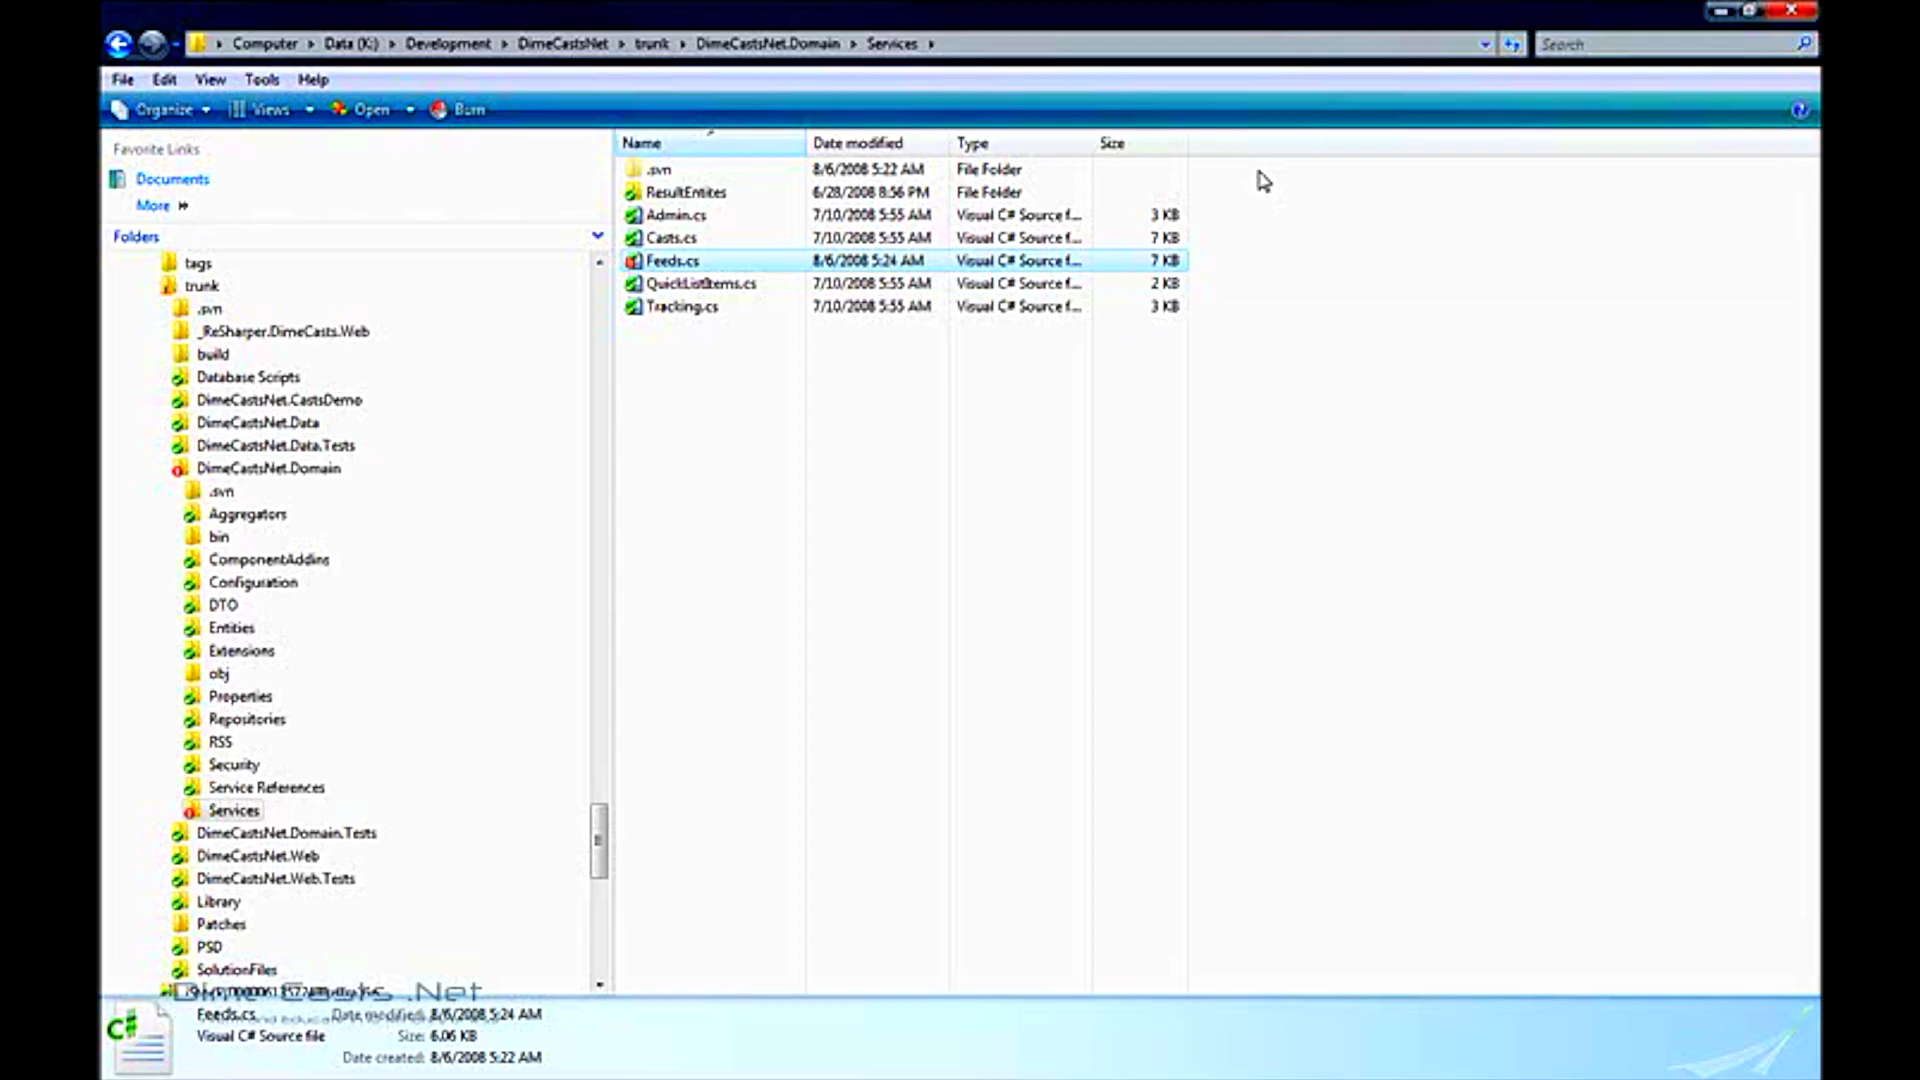 Computer Data (K:) Development DimeCastsNet trunk DimeCastsNet.Domain Services Search
File Edit View Tools Help
Organize Views Open Burn
Favorite Links
Documents
More
Folders
tags
trunk
.svn
_ReSharper.DimeCasts.Web
build
Database Scripts
DimeCastsNet.CastsDemo
DimeCastsNet.Data
DimeCastsNet.Data.Tests
DimeCastsNet.Domain
.svn
Aggregators
bin
ComponentAddins
Configuration
DTO
Entities
Extensions
obj
Properties
Repositories
RSS
Security
Service References
Services
DimeCastsNet.Domain.Tests
DimeCastsNet.Web
DimeCastsNet.Web.Tests
Library
Patches
PSD
SolutionFiles
Name Date modified Type Size
.svn 8/6/2008 5:22 AM File Folder
ResultEntites 6/28/2008 8:56 PM File Folder
Admin.cs 7/10/2008 5:55 AM Visual C# Source f... 3 KB
Casts.cs 7/10/2008 5:55 AM Visual C# Source f... 7 KB
Feeds.cs 8/6/2008 5:24 AM Visual C# Source f... 7 KB
QuickListItems.cs 7/10/2008 5:55 AM Visual C# Source f... 2 KB
Tracking.cs 7/10/2008 5:55 AM Visual C# Source f... 3 KB
Dime Casts .Net
Feeds.cs Date modified: 8/6/2008 5:24 AM
Visual C# Source file Size: 6.06 KB
Date created: 8/6/2008 5:22 AM